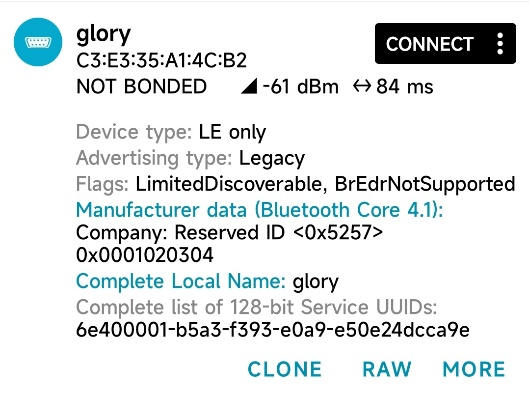 glory
C3:E3:35:A1:4C:B2
CONNECT
NOT BONDED -61 dBm ↔ 84 ms
Device type: LE only
Advertising type: Legacy
Flags: LimitedDiscoverable, BrEdrNotSupported
Manufacturer data (Bluetooth Core 4.1):
Company: Reserved ID <0x5257>
0x0001020304
Complete Local Name: glory
Complete list of 128-bit Service UUIDs:
6e400001-b5a3-f393-e0a9-e50e24dcca9e
CLONE RAW MORE